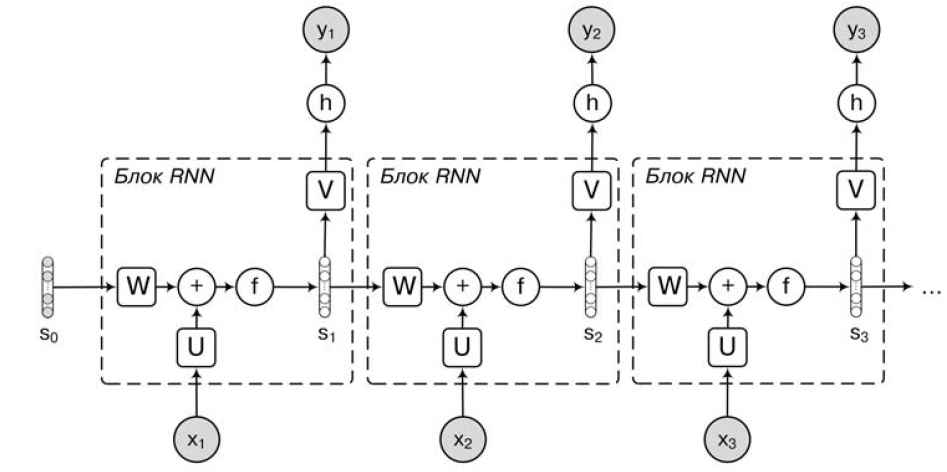 y₁ y₂ y₃
h h h
Блок RNN Блок RNN Блок RNN
V V V
W + f W + f W + f ...
s₀ s₁ s₂ s₃
U U U
x₁ x₂ x₃